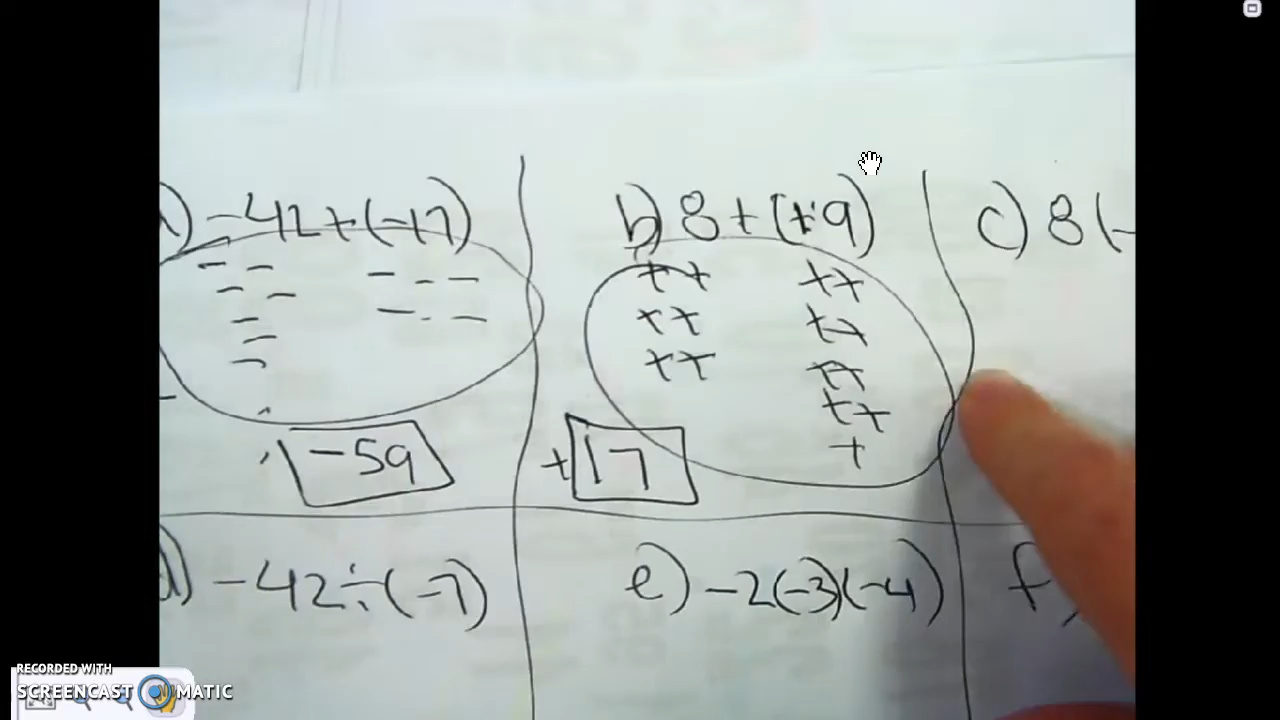 a) -42+(-17)
b) 8+(+9)
c) 8(-
- - - - -
- - - - -
-
-
-
++ ++
++ ++
++ ++
++
+
-59
+17
d) -42÷(-7)
e) -2(-3)(-4)
f)
RECORDED WITH
SCREENCAST MATIC